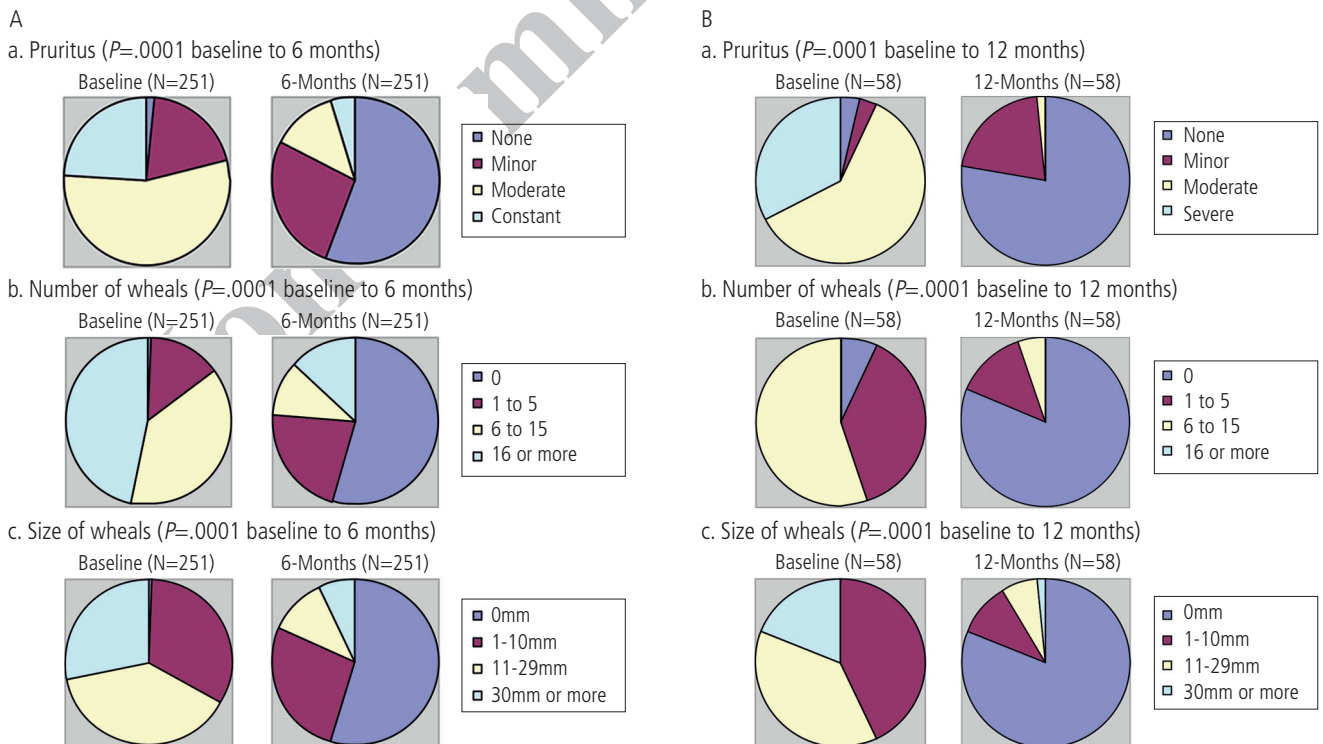 A
a. Pruritus (P=.0001 baseline to 6 months)
Baseline (N=251)
6-Months (N=251)
None
Minor
Moderate
Constant
b. Number of wheals (P=.0001 baseline to 6 months)
Baseline (N=251)
6-Months (N=251)
0
1 to 5
6 to 15
16 or more
c. Size of wheals (P=.0001 baseline to 6 months)
Baseline (N=251)
6-Months (N=251)
0mm
1-10mm
11-29mm
30mm or more
B
a. Pruritus (P=.0001 baseline to 12 months)
Baseline (N=58)
12-Months (N=58)
None
Minor
Moderate
Severe
b. Number of wheals (P=.0001 baseline to 12 months)
Baseline (N=58)
12-Months (N=58)
0
1 to 5
6 to 15
16 or more
c. Size of wheals (P=.0001 baseline to 12 months)
Baseline (N=58)
12-Months (N=58)
0mm
1-10mm
11-29mm
30mm or more